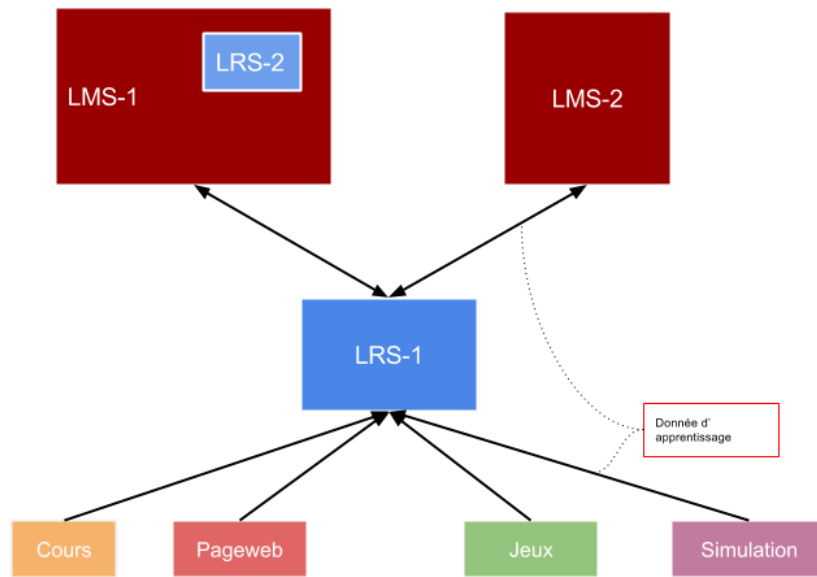 LRS-2
LMS-1
LMS-2
LRS-1
Donnée d'
apprentissage
Cours
Pageweb
Jeux
Simulation